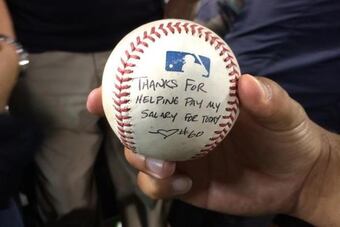 THANKS FOR
HELPING PAY MY
SALARY FOR TODAY
#60